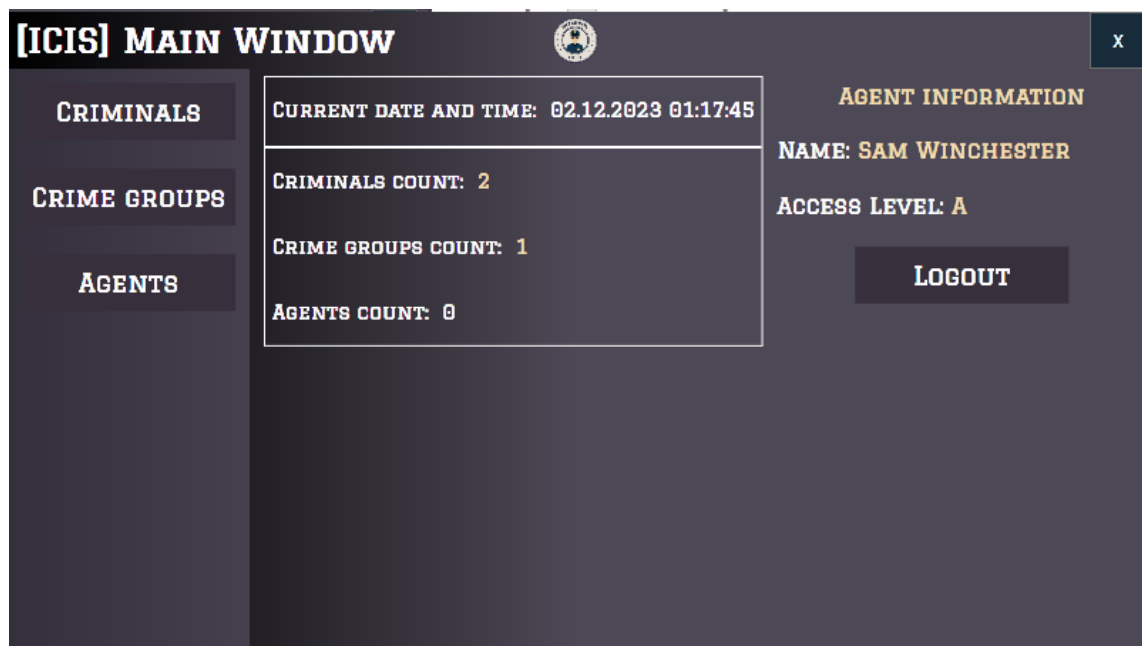 [ICIS] Main Window
x
Criminals
Crime groups
Agents
Current date and time: 02.12.2023 01:17:45
Criminals count: 2
Crime groups count: 1
Agents count: 0
Agent information
Name: Sam Winchester
Access Level: A
Logout